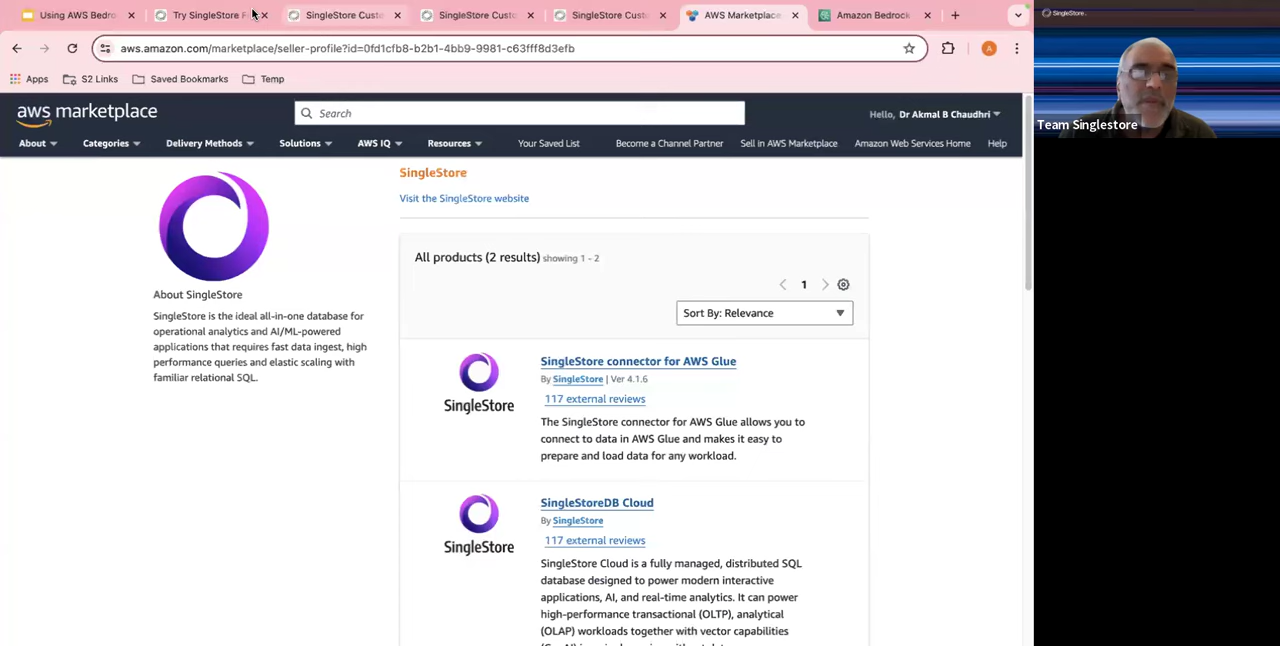 Using AWS Bedro
Try SingleStore F
SingleStore Custo
SingleStore Custo
SingleStore Custo
AWS Marketplace
Amazon Bedrock
aws.amazon.com/marketplace/seller-profile?id=0fd1cfb8-b2b1-4bb9-9981-c63fff8d3efb
A
Apps
S2 Links
Saved Bookmarks
Temp
aws marketplace
Search
Hello, Dr Akmal B Chaudhri
About
Categories
Delivery Methods
Solutions
AWS IQ
Resources
Your Saved List
Become a Channel Partner
Sell in AWS Marketplace
Amazon Web Services Home
Help
About SingleStore
SingleStore is the ideal all-in-one database for
operational analytics and AI/ML-powered
applications that requires fast data ingest, high
performance queries and elastic scaling with
familiar relational SQL.
SingleStore
Visit the SingleStore website
All products (2 results) showing 1 - 2
1
Sort By: Relevance
SingleStore
SingleStore connector for AWS Glue
By SingleStore | Ver 4.1.6
117 external reviews
The SingleStore connector for AWS Glue allows you to
connect to data in AWS Glue and makes it easy to
prepare and load data for any workload.
SingleStore
SingleStoreDB Cloud
By SingleStore
117 external reviews
SingleStore Cloud is a fully managed, distributed SQL
database designed to power modern interactive
applications, AI, and real-time analytics. It can power
high-performance transactional (OLTP), analytical
(OLAP) workloads together with vector capabilities
SingleStore
Team Singlestore